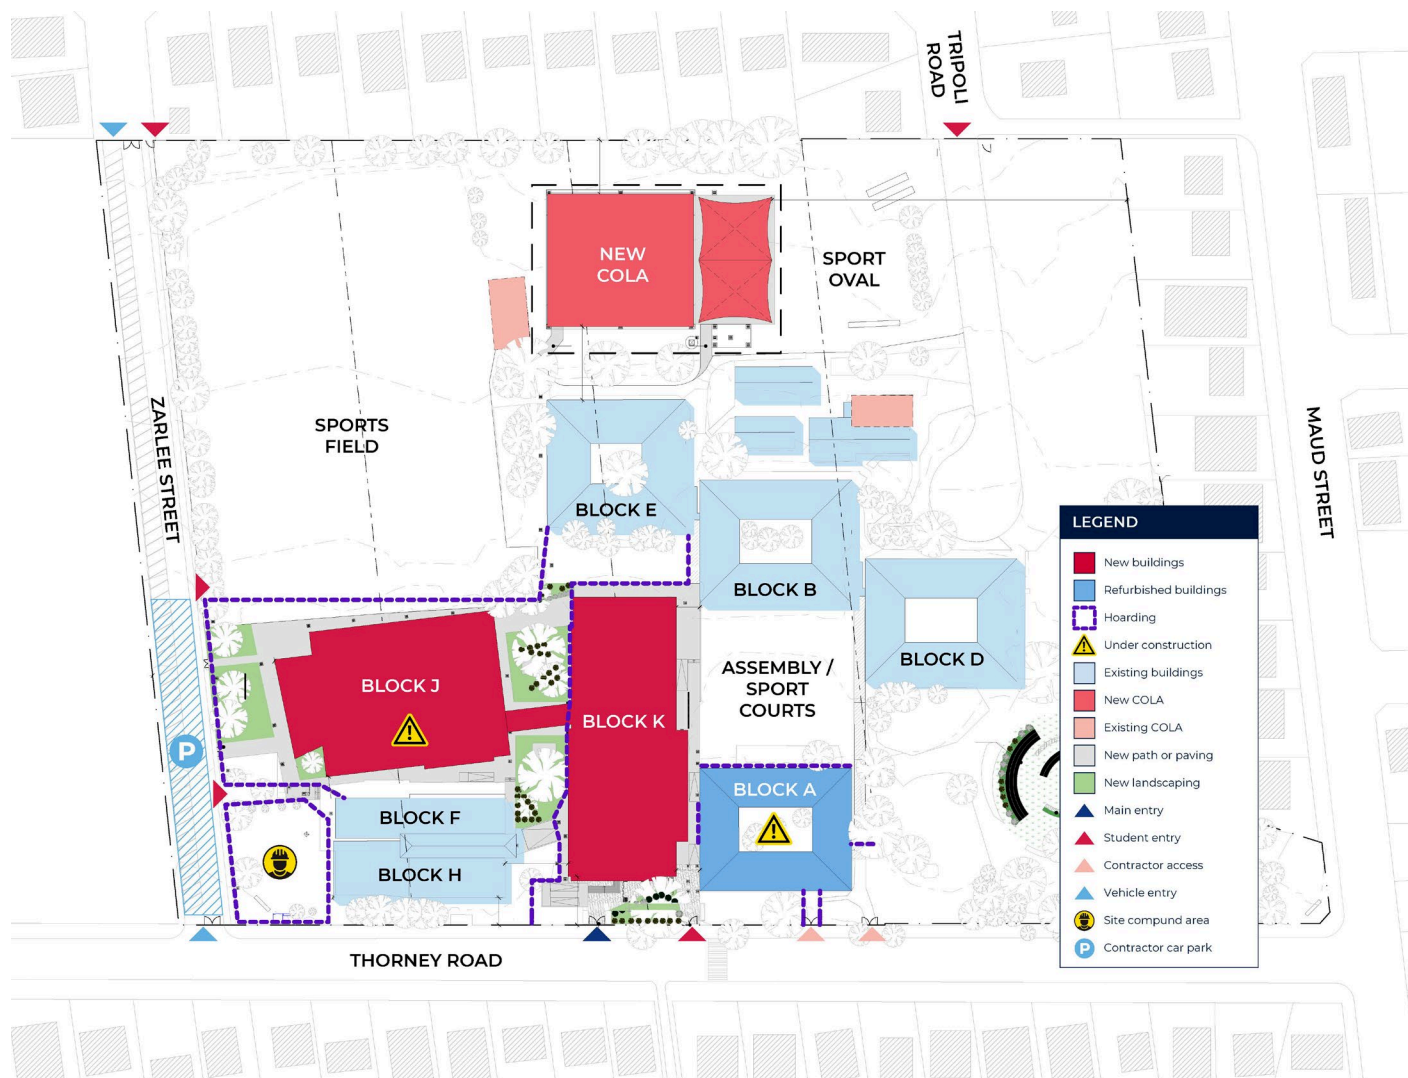 TRIPOLI
ROAD
NEW
COLA
SPORT
OVAL
ZARLEE STREET
SPORTS
FIELD
MAUD STREET
BLOCK E
BLOCK B
BLOCK D
ASSEMBLY /
SPORT
COURTS
BLOCK J
BLOCK K
P
BLOCK A
BLOCK F
BLOCK H
THORNEY ROAD
LEGEND
New buildings
Refurbished buildings
Hoarding
Under construction
Existing buildings
New COLA
Existing COLA
New path or paving
New landscaping
Main entry
Student entry
Contractor access
Vehicle entry
Site compund area
P Contractor car park